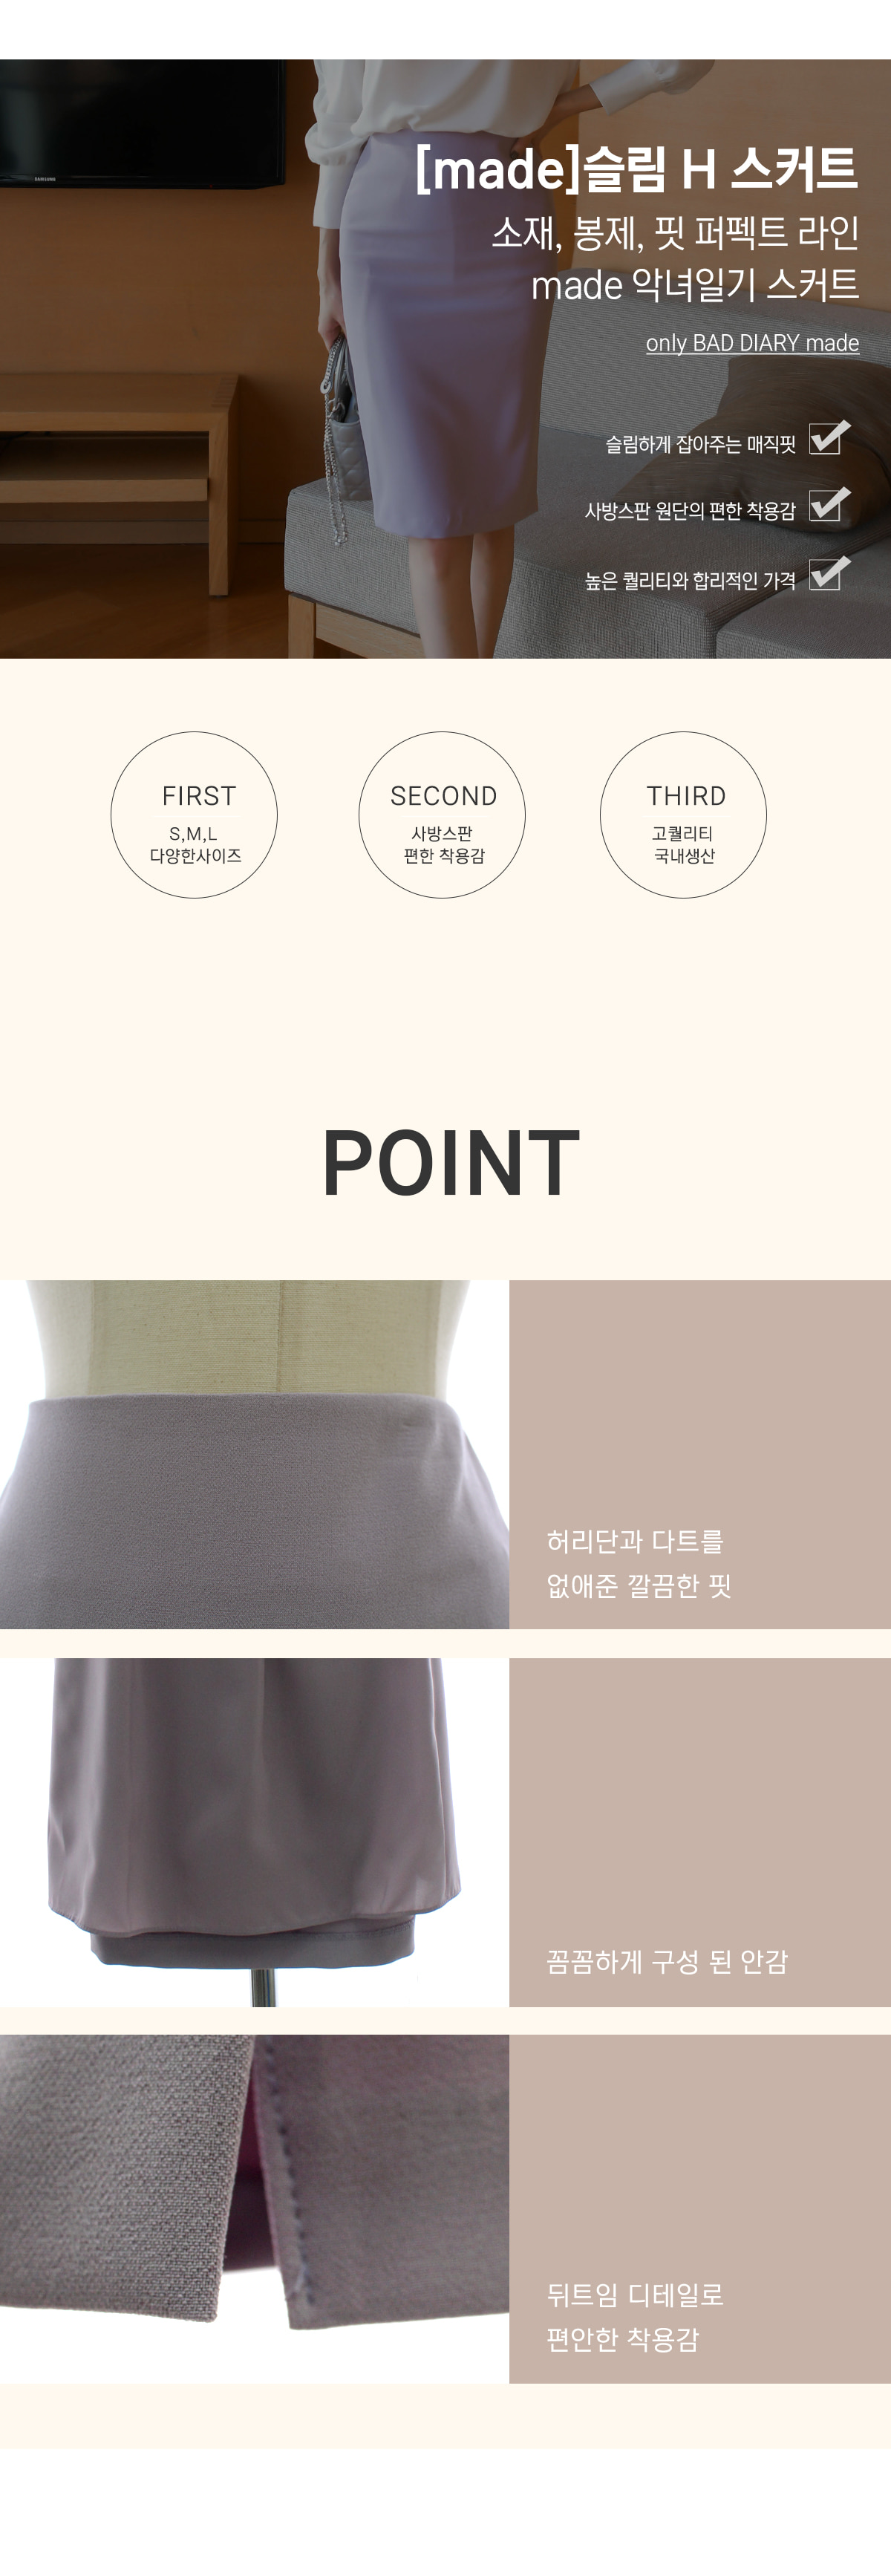 SAMSUNG
[made]슬림 H 스커트
소재, 봉제, 핏 퍼펙트 라인
made 악녀일기 스커트
only BAD DIARY made
슬림하게 잡아주는 매직핏
사방스판 원단의 편한 착용감
높은 퀄리티와 합리적인 가격
FIRST
S,M,L
다양한사이즈
SECOND
사방스판
편한 착용감
THIRD
고퀄리티
국내생산
POINT
허리단과 다트를
없애준 깔끔한 핏
꼼꼼하게 구성 된 안감
뒤트임 디테일로
편안한 착용감